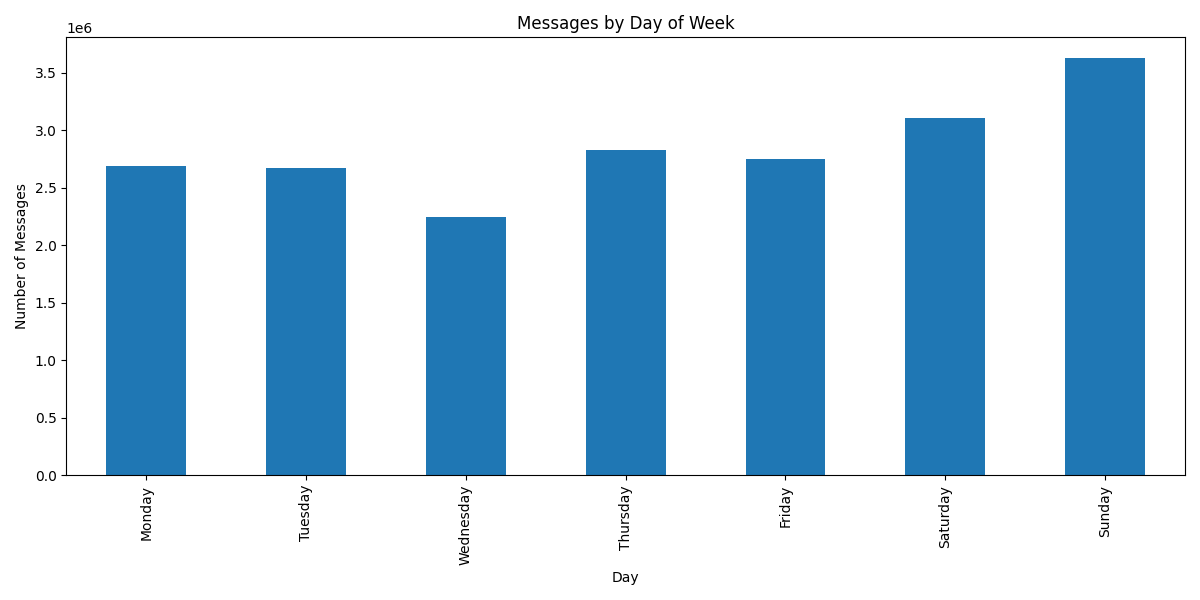 Messages by Day of Week
1e6
3.5
3.0
2.5
2.0
1.5
1.0
0.5
0.0
Number of Messages
Monday
Tuesday
Wednesday
Thursday
Friday
Saturday
Sunday
Day